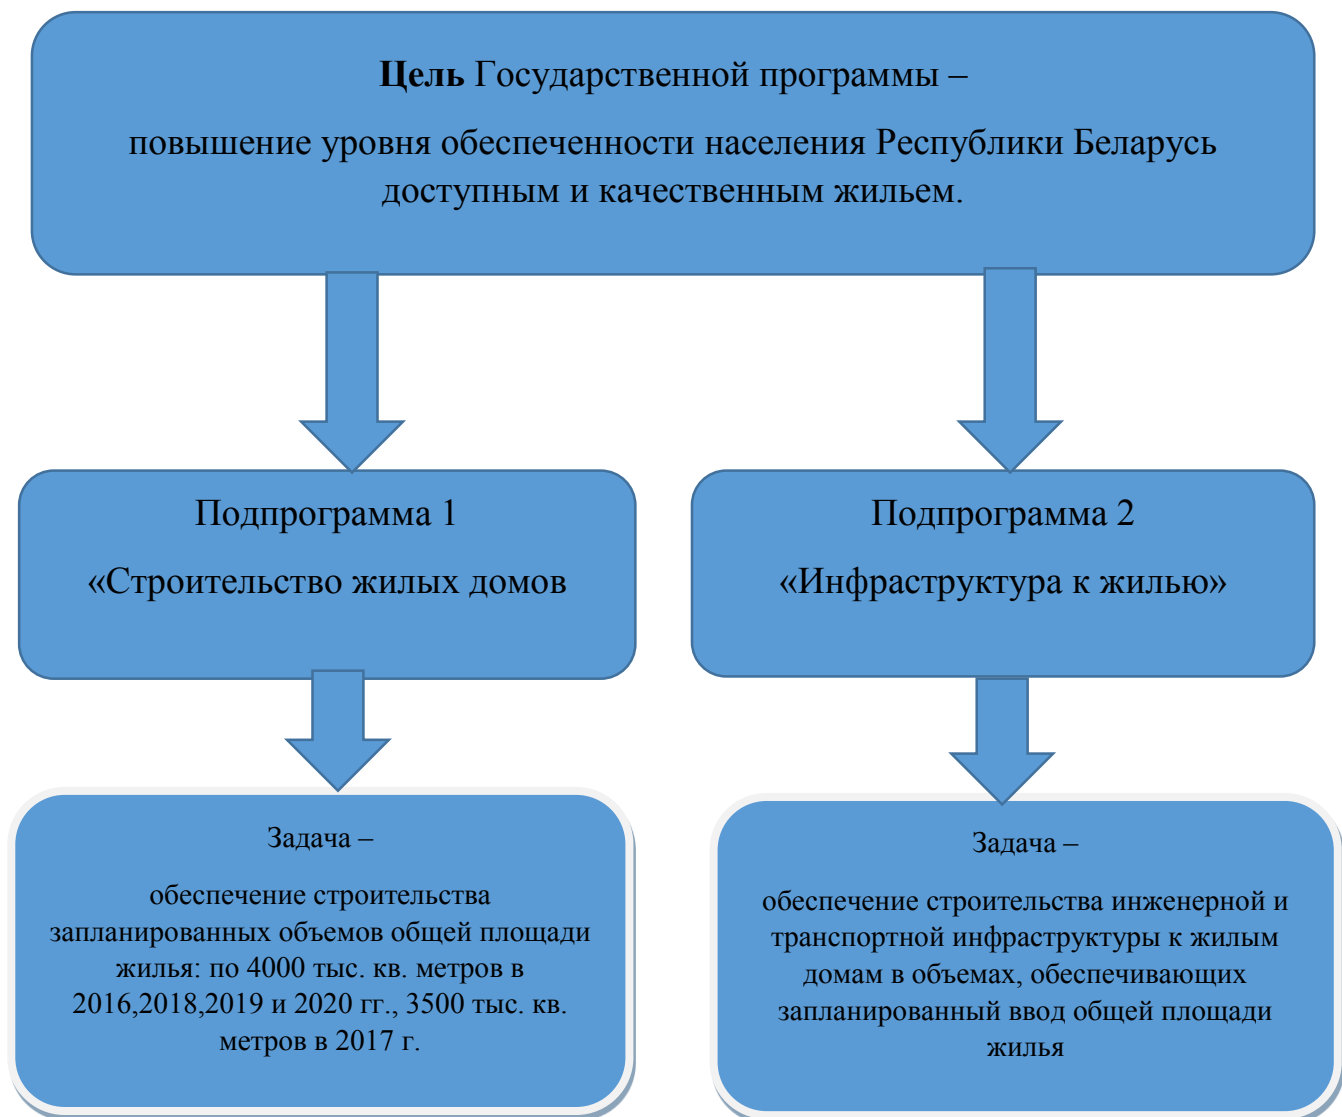 Цель Государственной программы –
повышение уровня обеспеченности населения Республики Беларусь
доступным и качественным жильем.
Подпрограмма 1
«Строительство жилых домов
Подпрограмма 2
«Инфраструктура к жилью»
Задача –
обеспечение строительства
запланированных объемов общей площади
жилья: по 4000 тыс. кв. метров в
2016,2018,2019 и 2020 гг., 3500 тыс. кв.
метров в 2017 г.
Задача –
обеспечение строительства инженерной и
транспортной инфраструктуры к жилым
домам в объемах, обеспечивающих
запланированный ввод общей площади
жилья